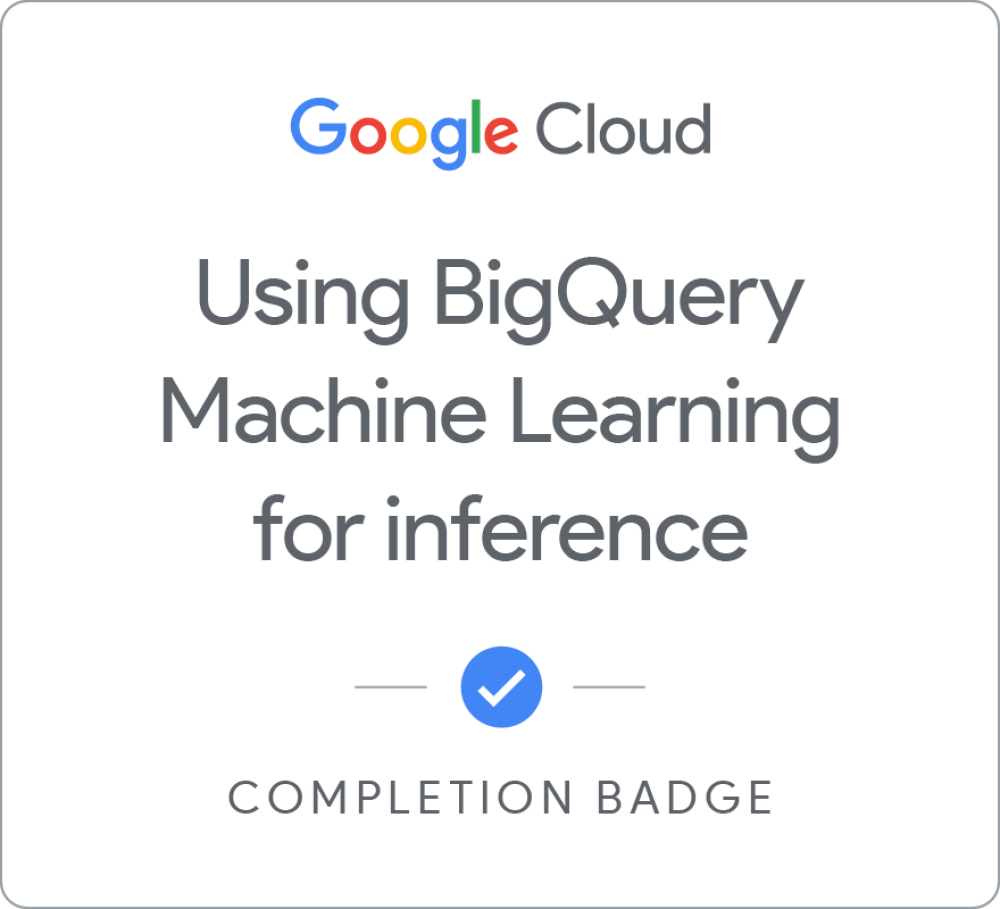 Google Cloud
Using BigQuery
Machine Learning
for inference
COMPLETION BADGE